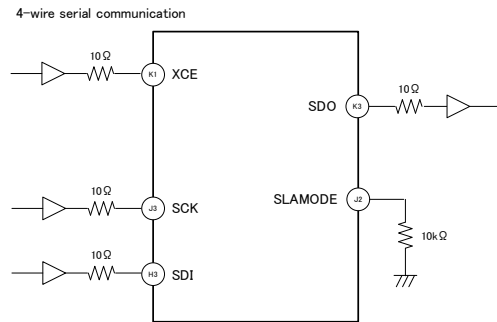 4-wire serial communication
10Ω
K1 XCE
10Ω
SDO K3
10Ω
J3 SCK
SLAMODE J2
10kΩ
10Ω
H3 SDI